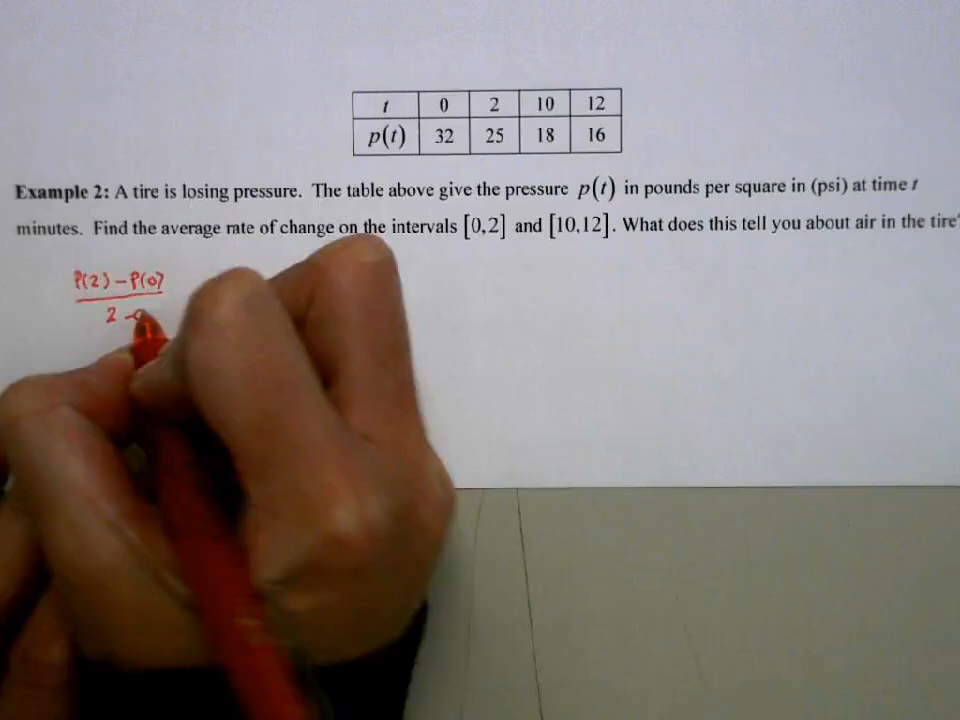 t 0 2 10 12
p(t) 32 25 18 16
Example 2: A tire is losing pressure. The table above give the pressure p(t) in pounds per square in (psi) at time t
minutes. Find the average rate of change on the intervals [0,2] and [10,12]. What does this tell you about air in the tire?
P(2) - P(0)
2 - 0